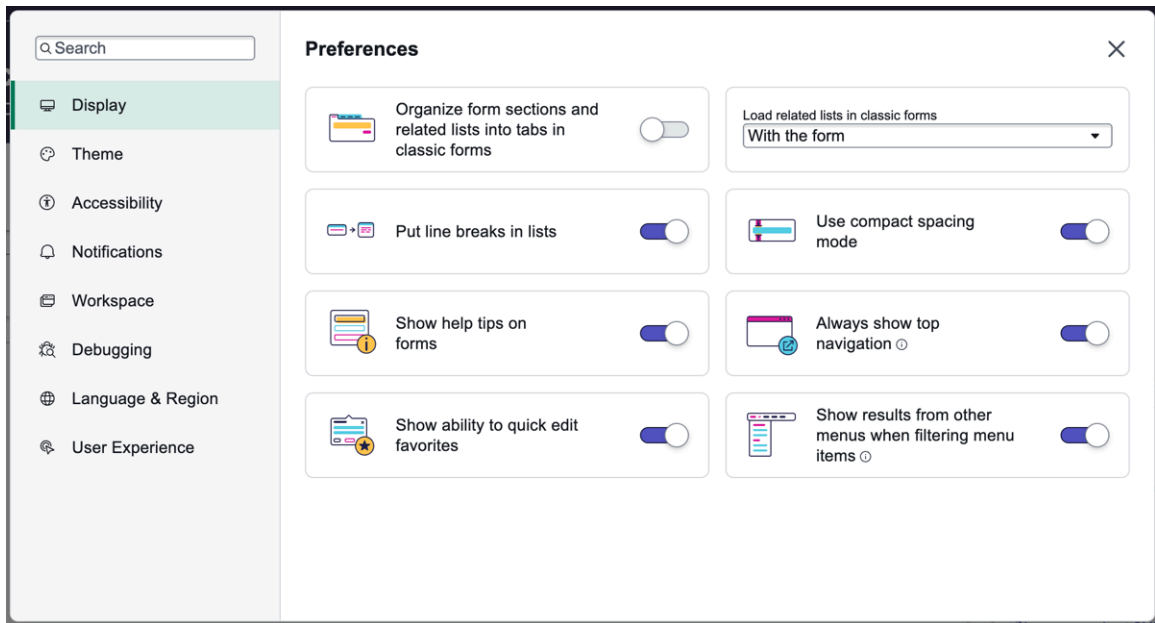 Search
Display
Theme
Accessibility
Notifications
Workspace
Debugging
Language & Region
User Experience
Preferences
Organize form sections and
related lists into tabs in
classic forms
Load related lists in classic forms
With the form
Put line breaks in lists
Use compact spacing
mode
Show help tips on
forms
Always show top
navigation
Show ability to quick edit
favorites
Show results from other
menus when filtering menu
items